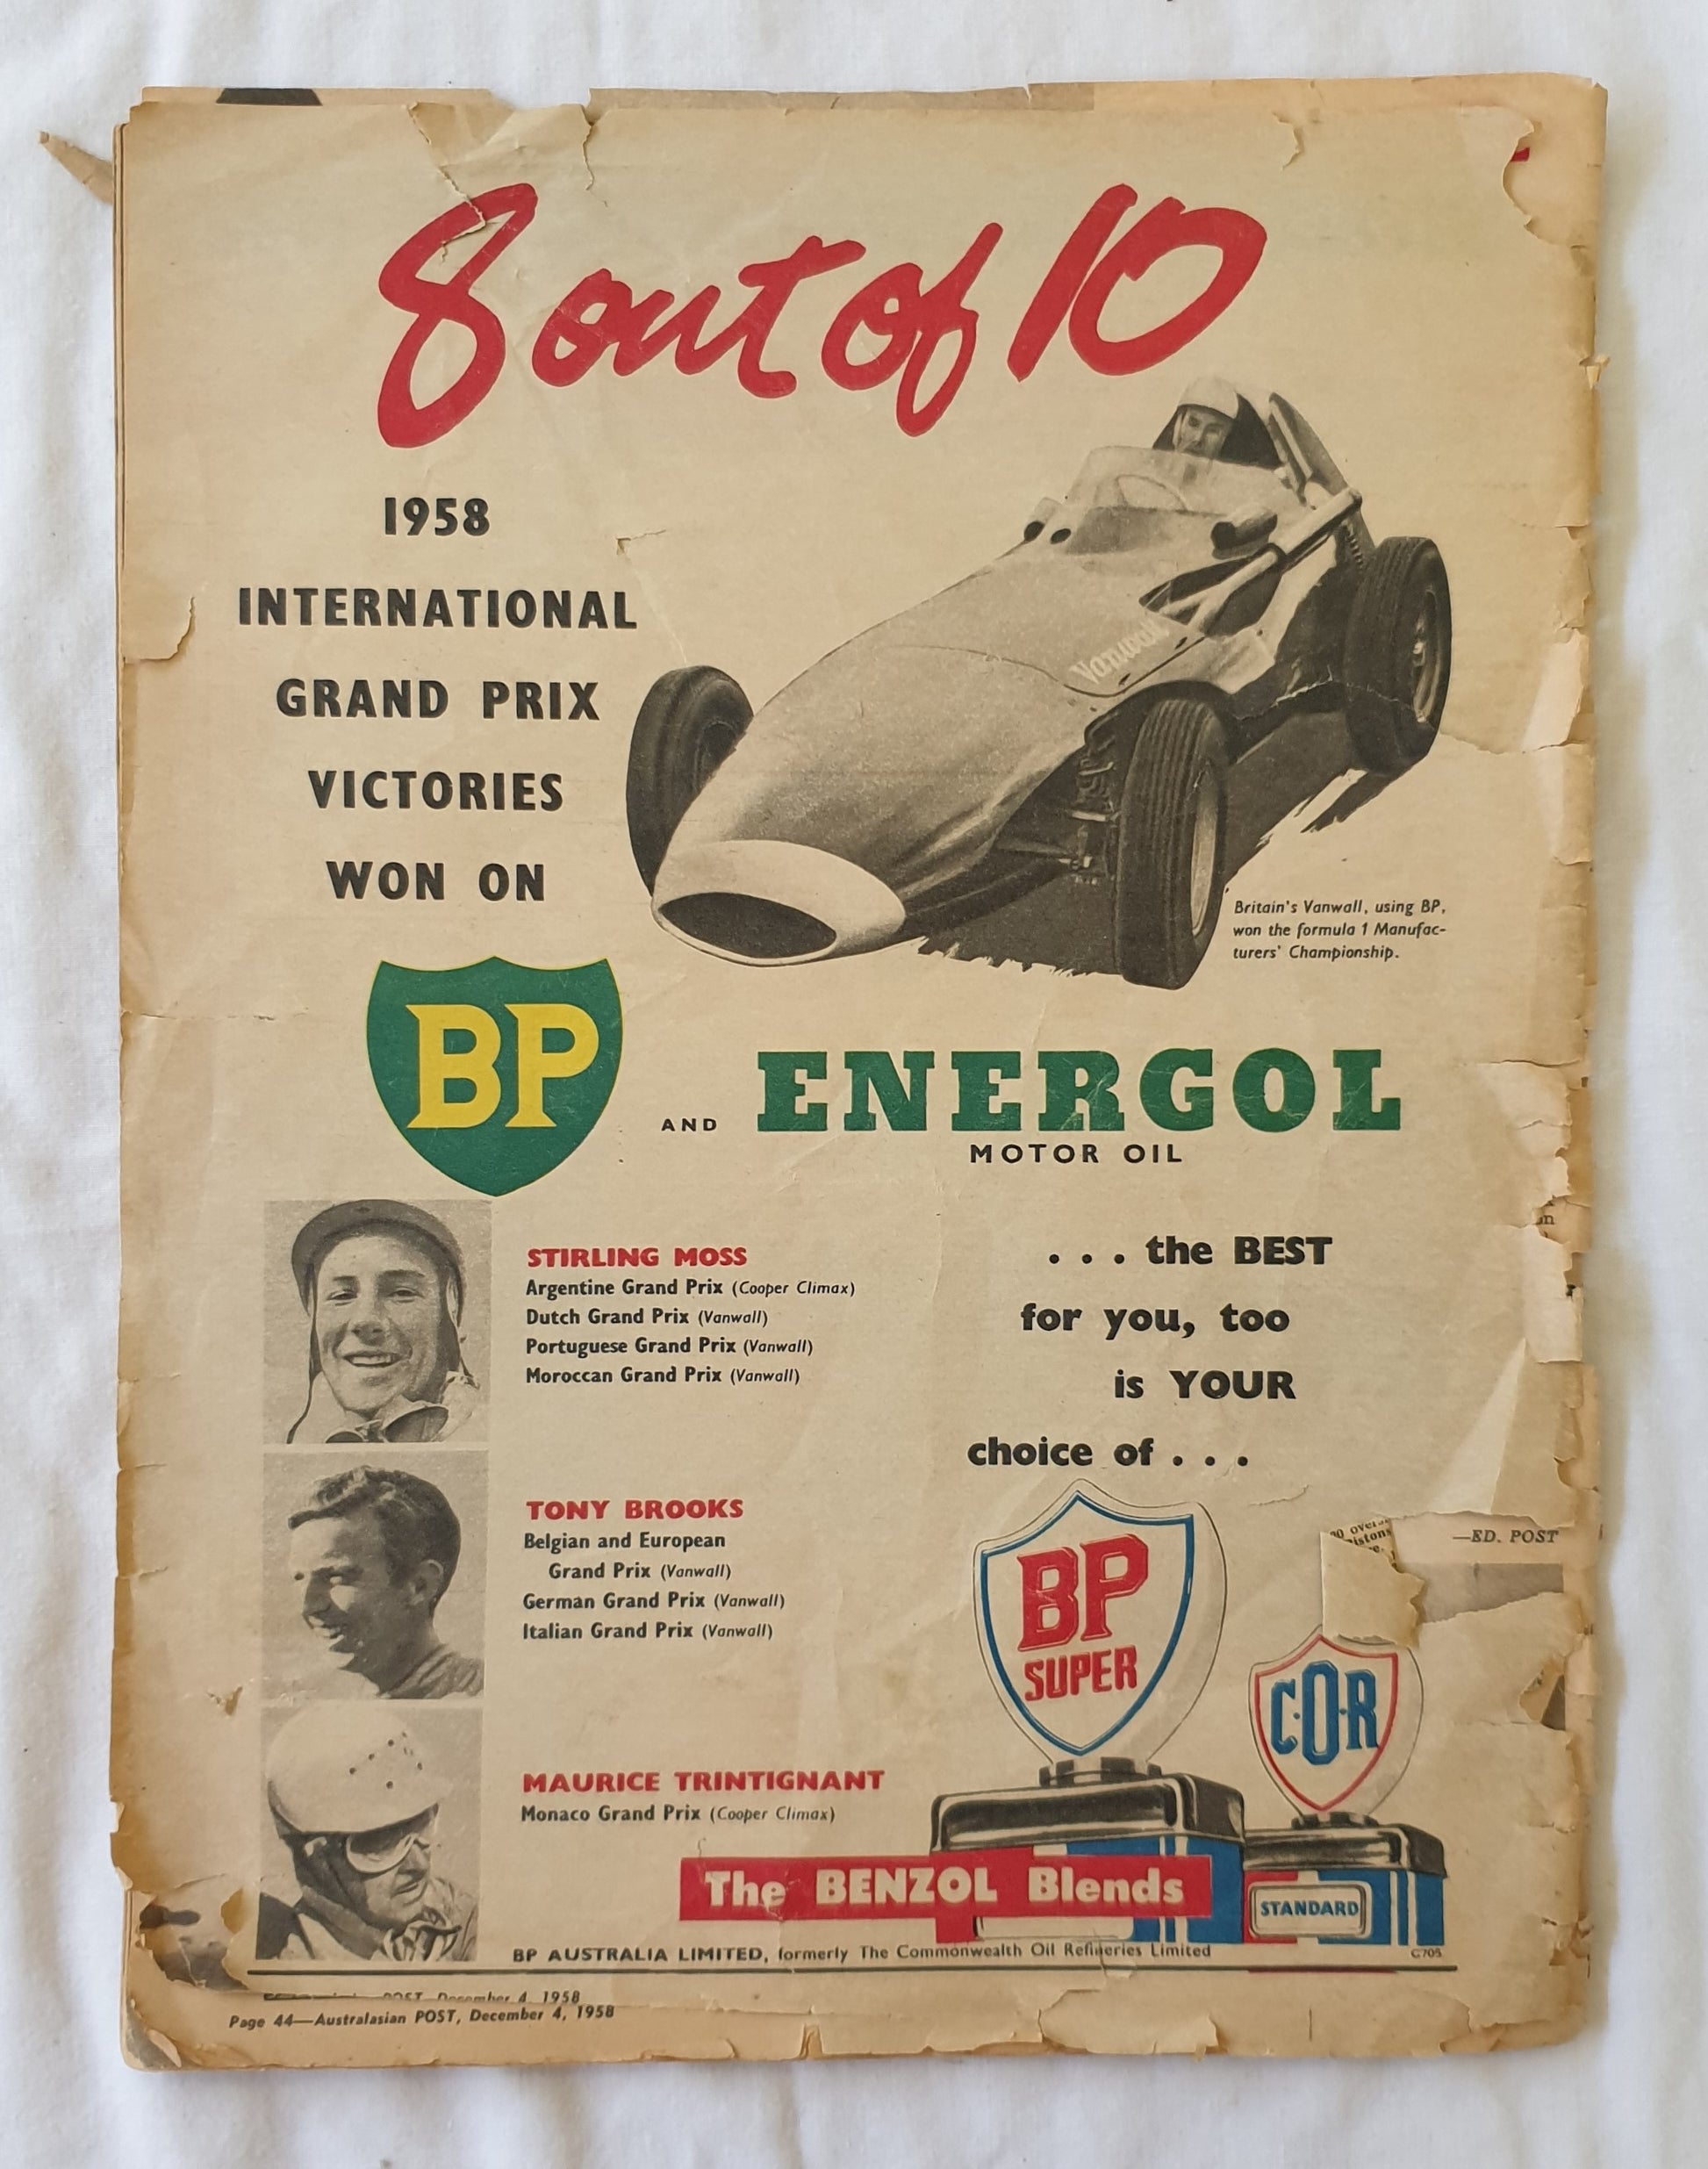 8 out of 10
1958
INTERNATIONAL
GRAND PRIX
VICTORIES
WON ON
Vanwall
Britain's Vanwall, using BP,
won the formula 1 Manufac-
turers' Championship.
BP AND ENERGOL
MOTOR OIL
STIRLING MOSS
Argentine Grand Prix (Cooper Climax)
Dutch Grand Prix (Vanwall)
Portuguese Grand Prix (Vanwall)
Moroccan Grand Prix (Vanwall)
TONY BROOKS
Belgian and European
Grand Prix (Vanwall)
German Grand Prix (Vanwall)
Italian Grand Prix (Vanwall)
MAURICE TRINTIGNANT
Monaco Grand Prix (Cooper Climax)
. . . the BEST
for you, too
is YOUR
choice of . . .
BP
SUPER
—ED. POST
C·O·R
The BENZOL Blends
STANDARD
BP AUSTRALIA LIMITED, formerly The Commonwealth Oil Refineries Limited
C705
POST, December 4, 1958
Page 44—Australasian POST, December 4, 1958